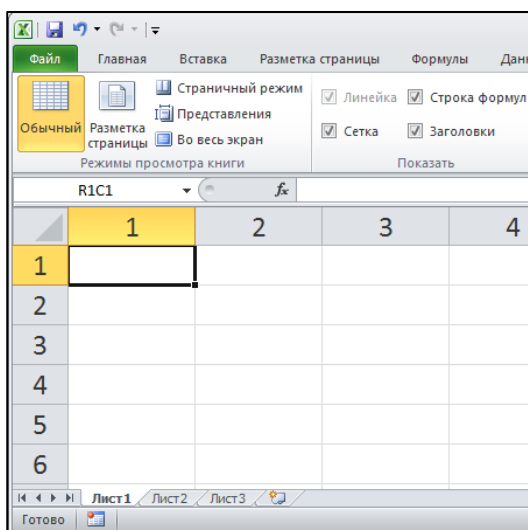 Файл Главная Вставка Разметка страницы Формулы Данн
Обычный
Разметка страницы
Страничный режим
Представления
Во весь экран
Режимы просмотра книги
Линейка
Строка формул
Сетка
Заголовки
Показать
R1C1 fx
1 2 3 4
1
2
3
4
5
6
Лист1 Лист2 Лист3
Готово